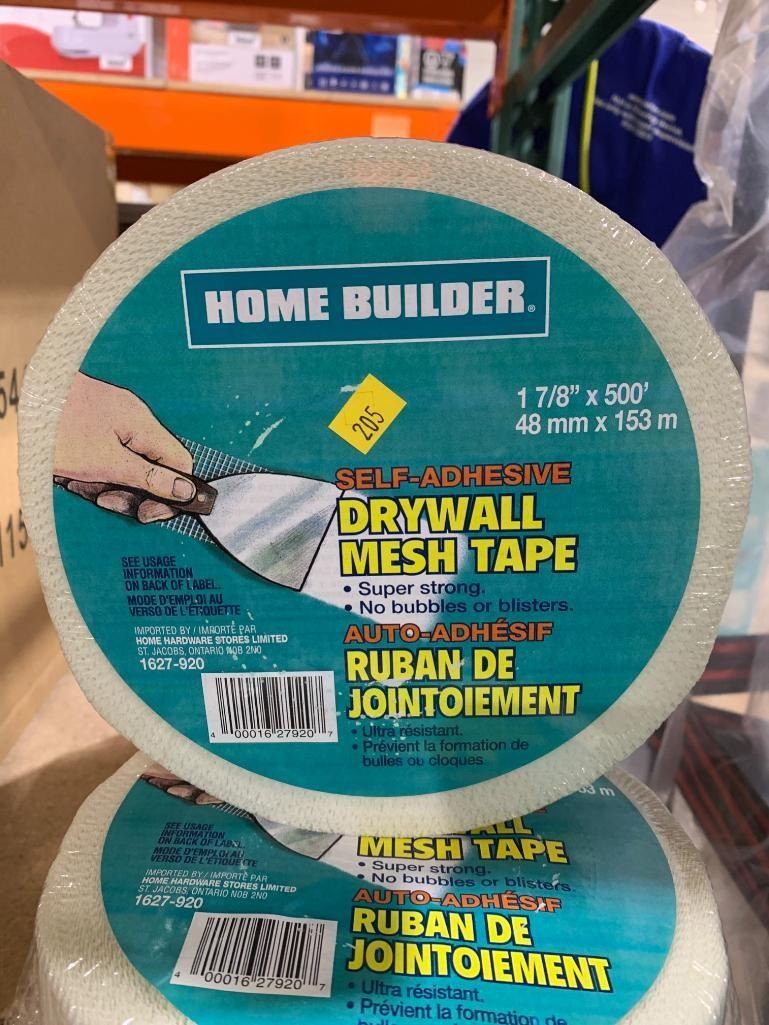 HOME BUILDER®
205
1 7/8” x 500’
48 mm x 153 m
SELF-ADHESIVE
DRYWALL
MESH TAPE
• Super strong.
• No bubbles or blisters.
SEE USAGE
INFORMATION
ON BACK OF LABEL.
MODE D'EMPLOI AU
VERSO DE L'ÉTIQUETTE
IMPORTED BY / IMPORTÉ PAR
HOME HARDWARE STORES LIMITED
ST. JACOBS, ONTARIO N0B 2N0
1627-920
4 00016 27920 7
AUTO-ADHÉSIF
RUBAN DE
JOINTOIEMENT
• Ultra résistant.
• Prévient la formation de
bulles ou cloques
53 m
MESH TAPE
• Super strong.
• No bubbles or blisters.
SEE USAGE
INFORMATION
ON BACK OF LABEL.
MODE D'EMPLOI AU
VERSO DE L'ÉTIQUETTE
IMPORTED BY / IMPORTÉ PAR
HOME HARDWARE STORES LIMITED
ST. JACOBS, ONTARIO N0B 2N0
1627-920
4 00016 27920 7
AUTO-ADHÉSIF
RUBAN DE
JOINTOIEMENT
• Ultra résistant.
• Prévient la formation de
54
115